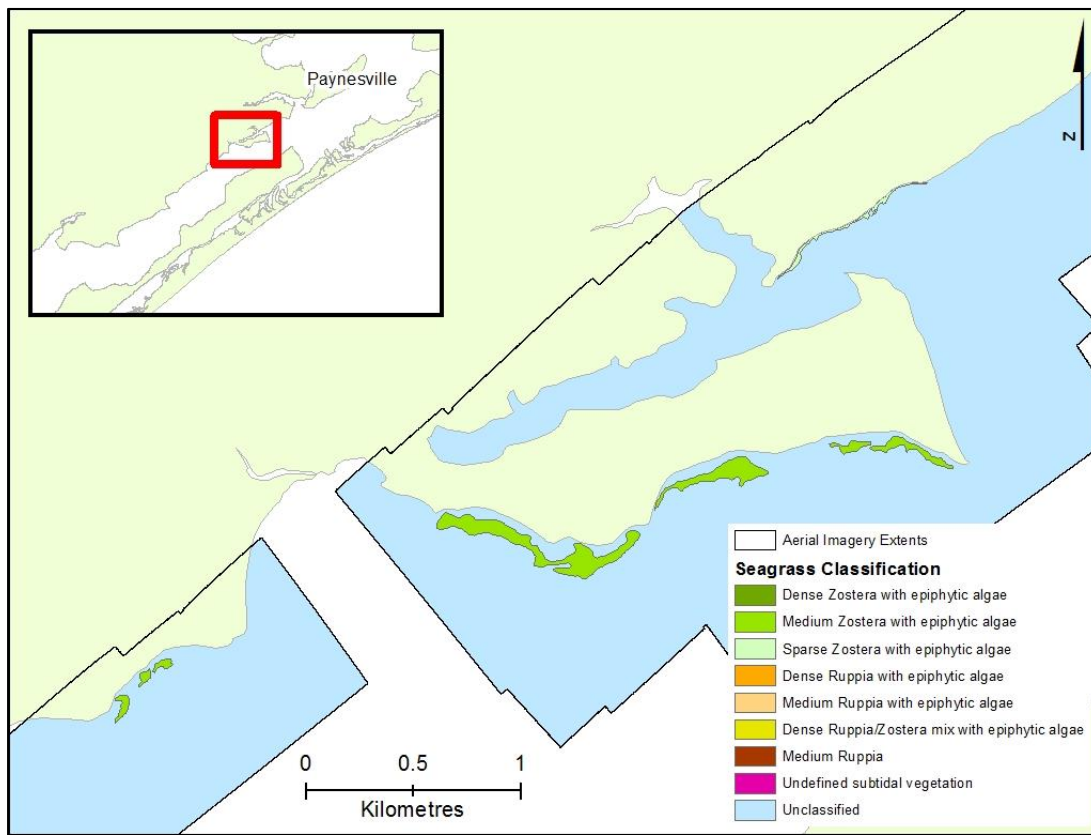 Paynesville
N
Aerial Imagery Extents
Seagrass Classification
Dense Zostera with epiphytic algae
Medium Zostera with epiphytic algae
Sparse Zostera with epiphytic algae
Dense Ruppia with epiphytic algae
Medium Ruppia with epiphytic algae
Dense Ruppia/Zostera mix with epiphytic algae
Medium Ruppia
Undefined subtidal vegetation
Unclassified
0 0.5 1
Kilometres